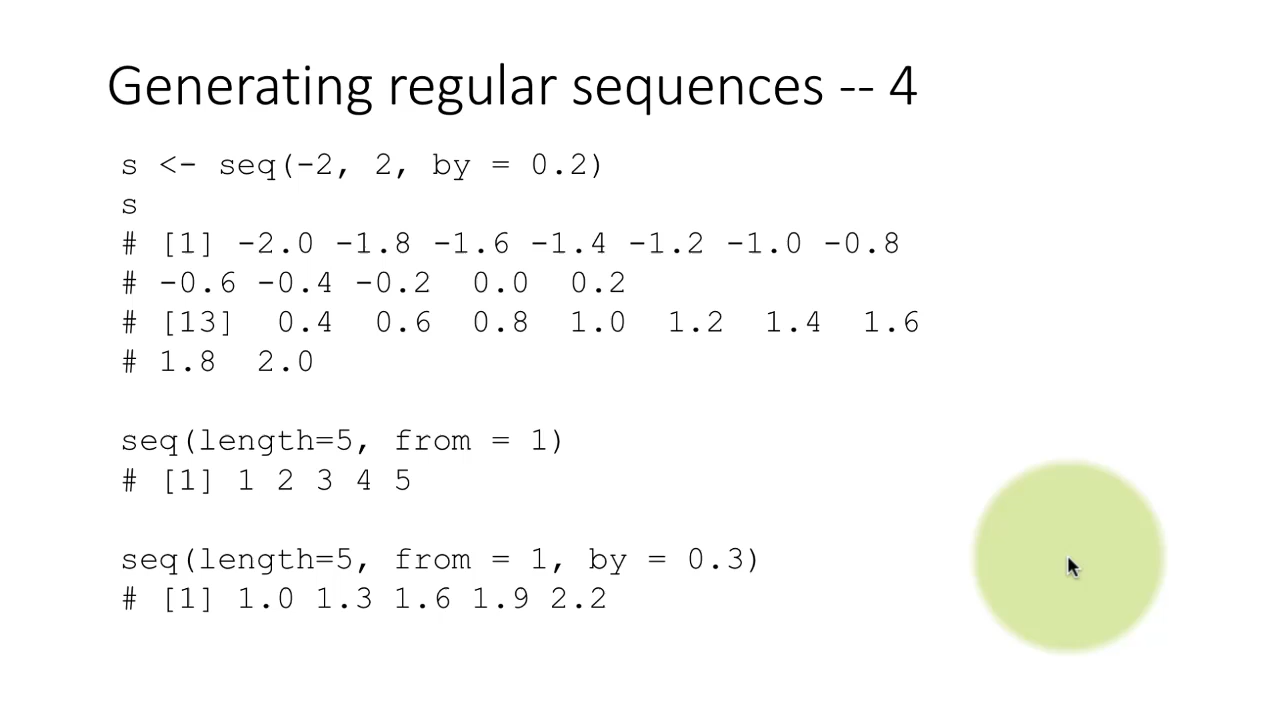 Generating regular sequences -- 4
s <- seq(-2, 2, by = 0.2)
s
# [1] -2.0 -1.8 -1.6 -1.4 -1.2 -1.0 -0.8
# -0.6 -0.4 -0.2 0.0 0.2
# [13] 0.4 0.6 0.8 1.0 1.2 1.4 1.6
# 1.8 2.0
seq(length=5, from = 1)
# [1] 1 2 3 4 5
seq(length=5, from = 1, by = 0.3)
# [1] 1.0 1.3 1.6 1.9 2.2